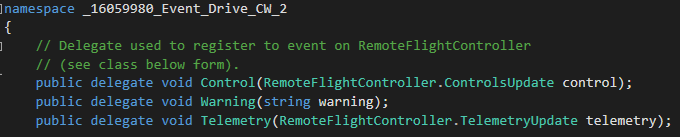 namespace _16059980_Event_Drive_CW_2
{
// Delegate used to register to event on RemoteFlightController
// (see class below form).
public delegate void Control(RemoteFlightController.ControlsUpdate control);
public delegate void Warning(string warning);
public delegate void Telemetry(RemoteFlightController.TelemetryUpdate telemetry);